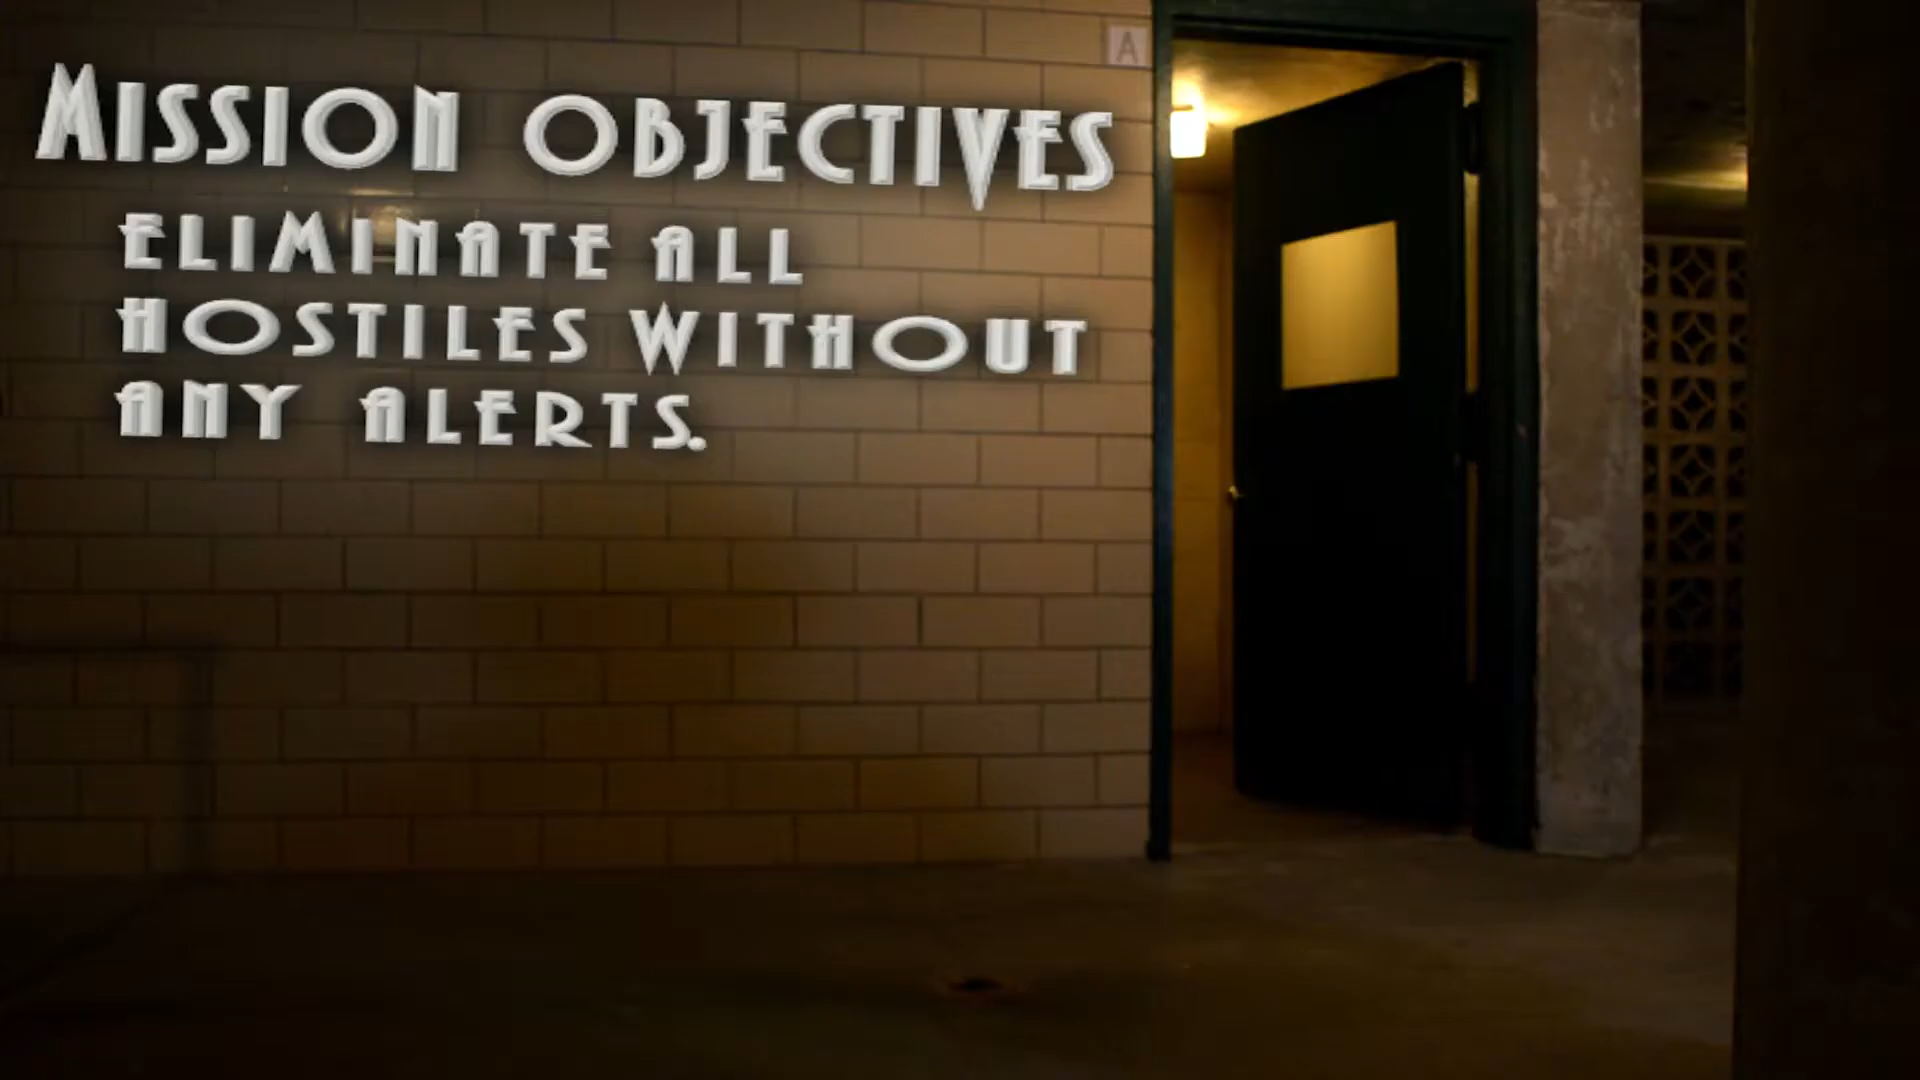 MISSION OBJECTIVES
ELIMINATE ALL
HOSTILES WITHOUT
ANY ALERTS.
A